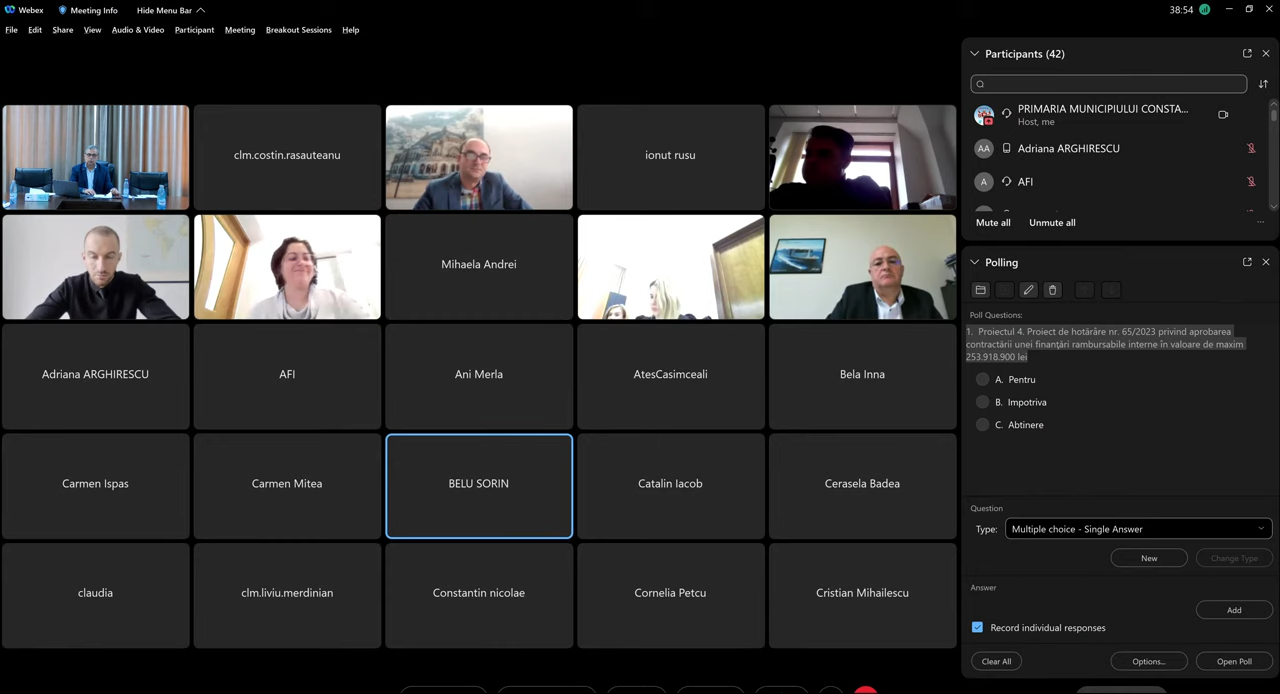 Webex
Meeting Info
Hide Menu Bar
38:54
File Edit Share View Audio & Video Participant Meeting Breakout Sessions Help
clm.costin.rasauteanu
ionut rusu
Mihaela Andrei
Adriana ARGHIRESCU
AFI
Ani Merla
AtesCasimceali
Bela Inna
Carmen Ispas
Carmen Mitea
BELU SORIN
Catalin Iacob
Cerasela Badea
claudia
clm.liviu.merdinian
Constantin nicolae
Cornelia Petcu
Cristian Mihailescu
Participants (42)
PRIMARIA MUNICIPIULUI CONSTA...
Host, me
AA Adriana ARGHIRESCU
A AFI
Mute all Unmute all
Polling
Poll Questions:
1. Proiectul 4. Proiect de hotărâre nr. 65/2023 privind aprobarea
contractării unei finanţări rambursabile interne în valoare de maxim
253.918.900 lei
A. Pentru
B. Impotriva
C. Abtinere
Question
Type: Multiple choice - Single Answer
New Change Type
Answer
Add
Record individual responses
Clear All Options... Open Poll